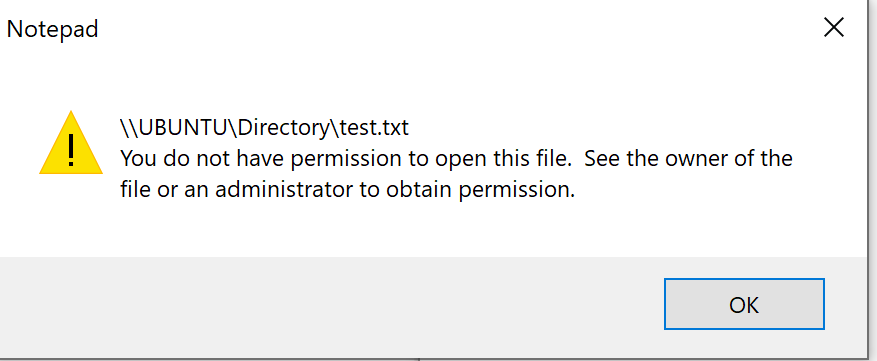 Notepad
\\UBUNTU\Directory\test.txt
You do not have permission to open this file.  See the owner of the
file or an administrator to obtain permission.
OK